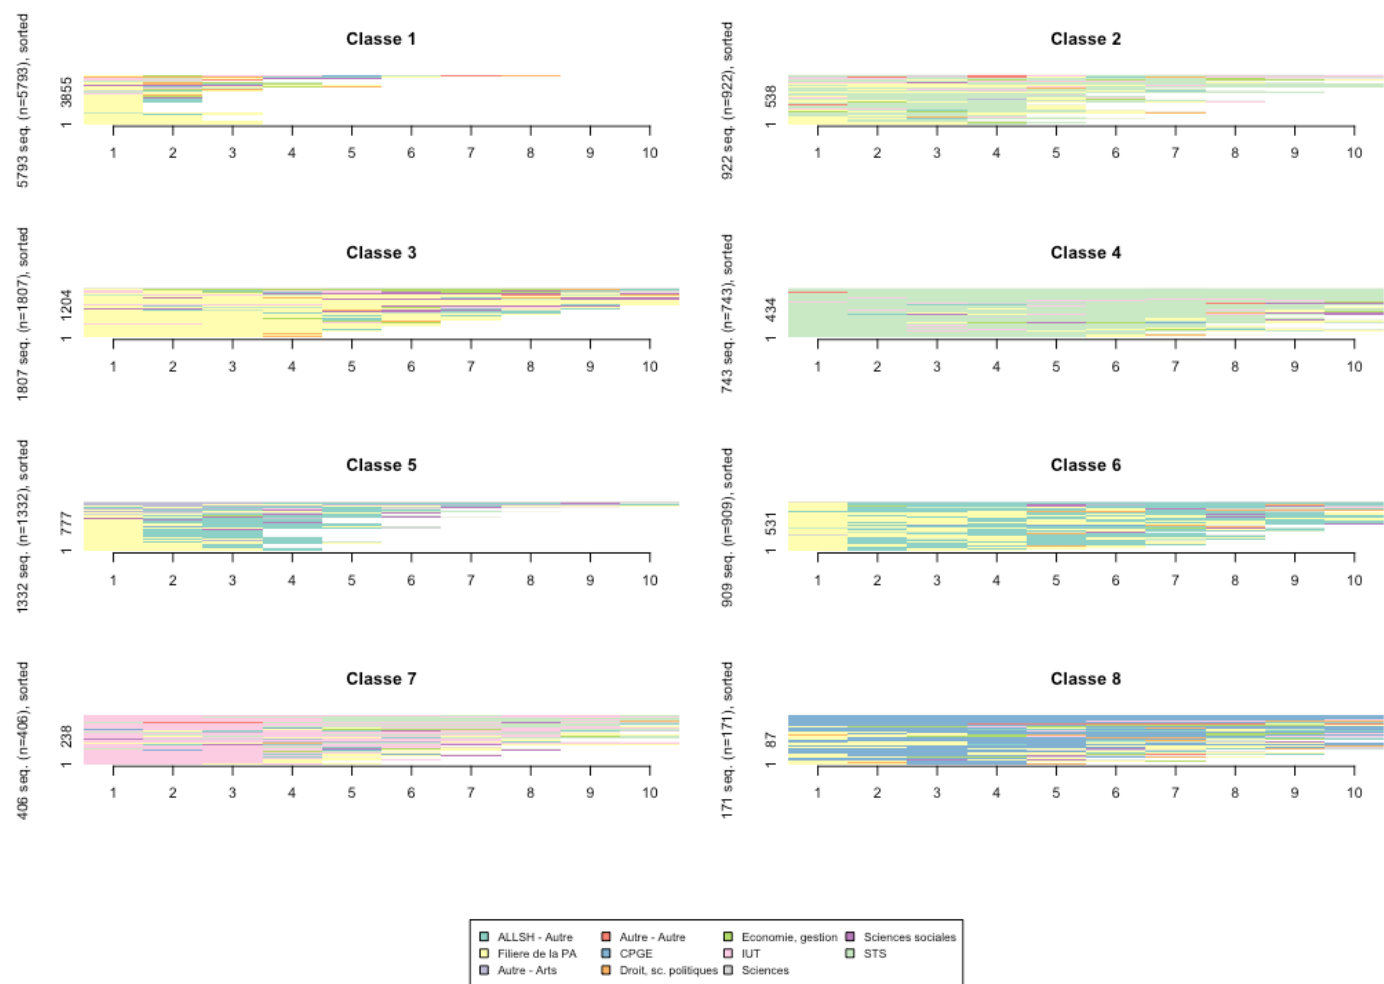 Classe 1
5793 seq. (n=5793), sorted
1 3855
1 2 3 4 5 6 7 8 9 10
Classe 2
922 seq. (n=922), sorted
1 538
1 2 3 4 5 6 7 8 9 10
Classe 3
1807 seq. (n=1807), sorted
1 1204
1 2 3 4 5 6 7 8 9 10
Classe 4
743 seq. (n=743), sorted
1 434
1 2 3 4 5 6 7 8 9 10
Classe 5
1332 seq. (n=1332), sorted
1 777
1 2 3 4 5 6 7 8 9 10
Classe 6
909 seq. (n=909), sorted
1 531
1 2 3 4 5 6 7 8 9 10
Classe 7
406 seq. (n=406), sorted
1 238
1 2 3 4 5 6 7 8 9 10
Classe 8
171 seq. (n=171), sorted
1 87
1 2 3 4 5 6 7 8 9 10
ALLSH - Autre Autre - Autre Economie, gestion Sciences sociales
Filiere de la PA CPGE IUT STS
Autre - Arts Droit, sc. politiques Sciences